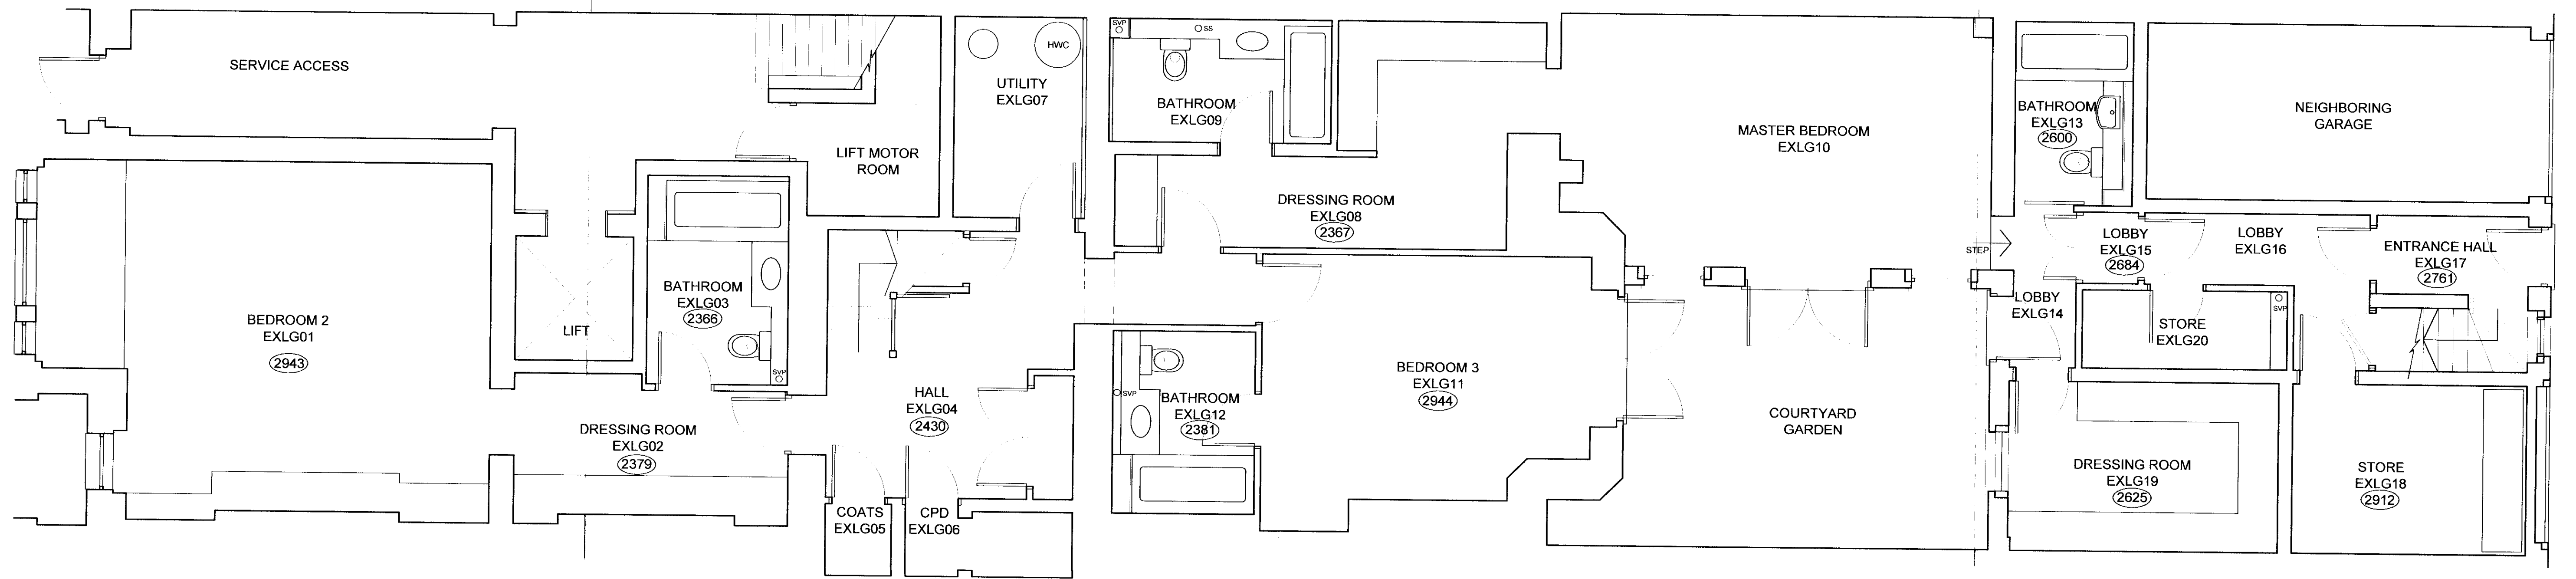 SERVICE ACCESS
LIFT MOTOR
ROOM
UTILITY
EXLG07
HWC
SVP
SS
BATHROOM
EXLG09
DRESSING ROOM
EXLG08
2367
MASTER BEDROOM
EXLG10
BATHROOM
EXLG13
2600
NEIGHBORING
GARAGE
STEP
LOBBY
EXLG15
2684
LOBBY
EXLG16
ENTRANCE HALL
EXLG17
2761
BEDROOM 2
EXLG01
2943
LIFT
BATHROOM
EXLG03
2366
SVP
DRESSING ROOM
EXLG02
2379
HALL
EXLG04
2430
COATS
EXLG05
CPD
EXLG06
SVP
BATHROOM
EXLG12
2381
BEDROOM 3
EXLG11
2944
COURTYARD
GARDEN
LOBBY
EXLG14
STORE
EXLG20
SVP
DRESSING ROOM
EXLG19
2625
STORE
EXLG18
2912